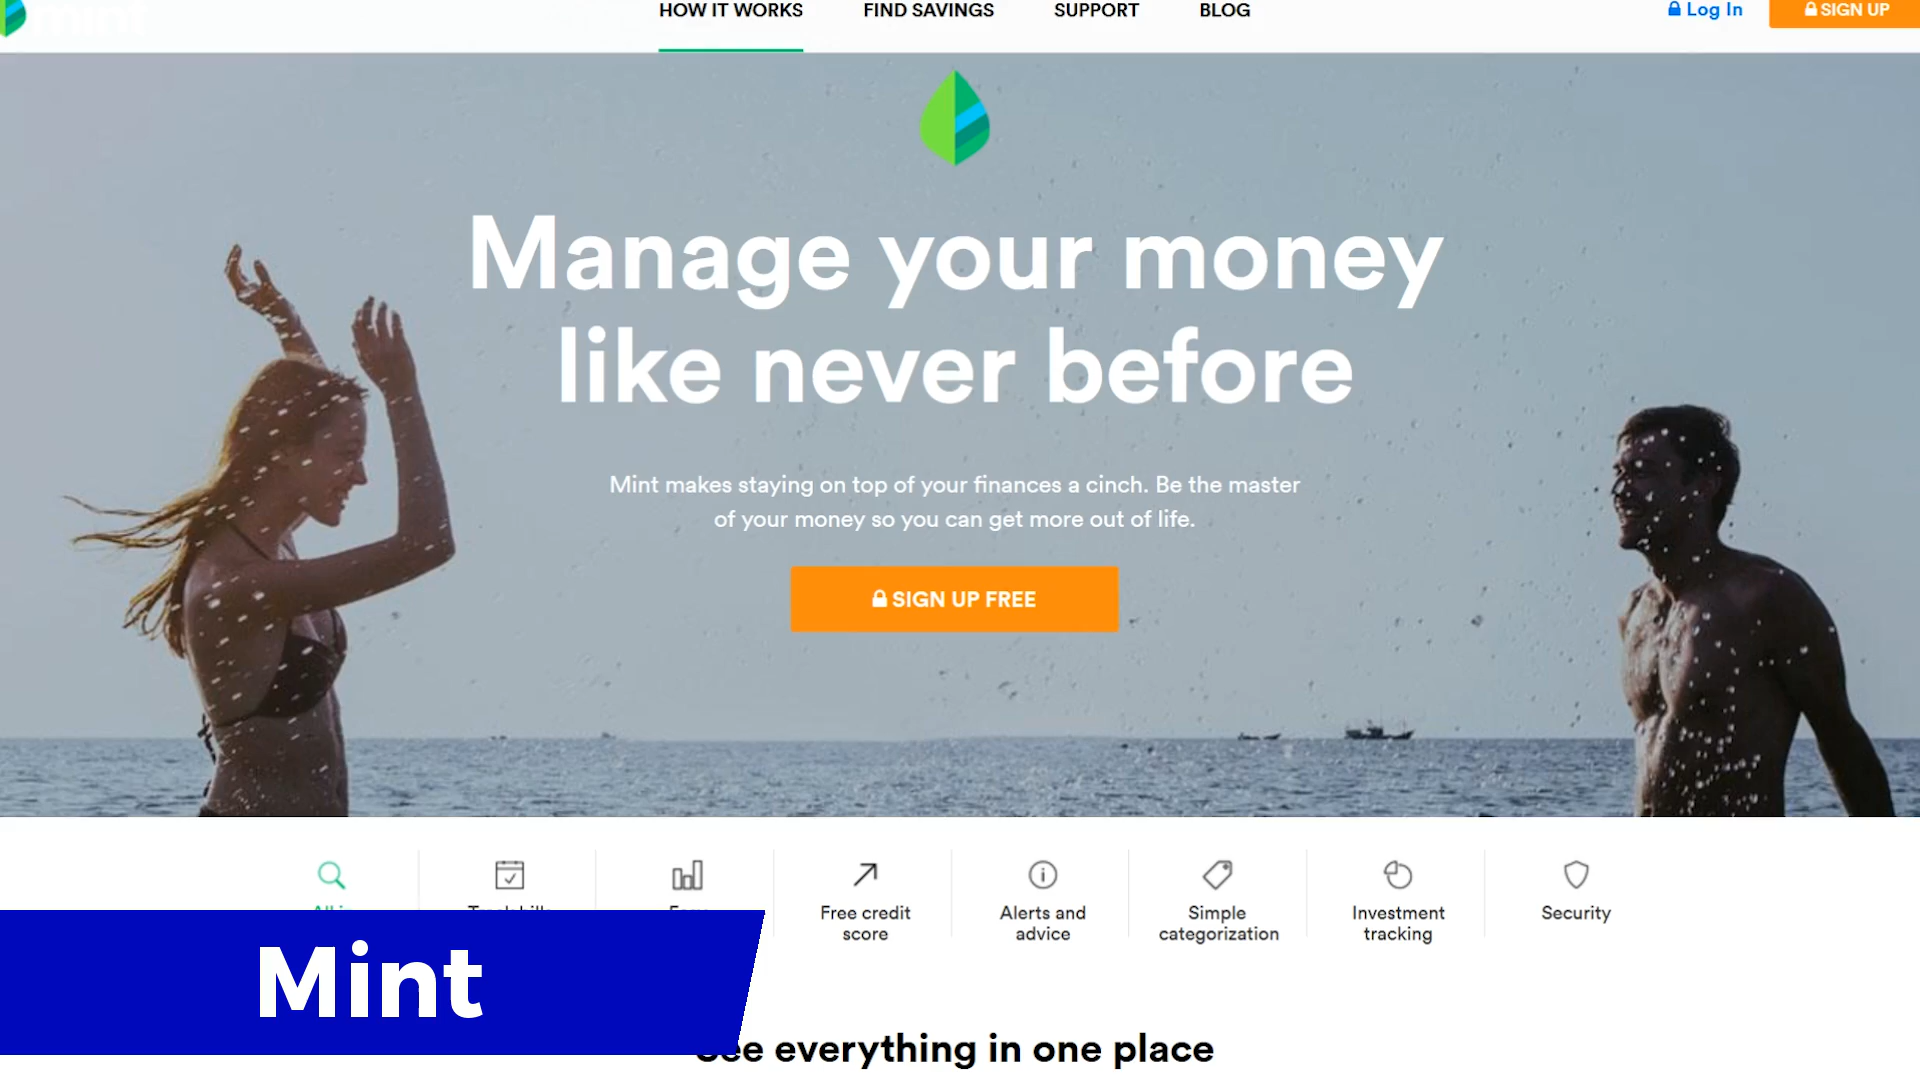 mint
HOW IT WORKS
FIND SAVINGS
SUPPORT
BLOG
Log In
SIGN UP
Manage your money
like never before
Mint makes staying on top of your finances a cinch. Be the master
of your money so you can get more out of life.
SIGN UP FREE
Free credit
score
Alerts and
advice
Simple
categorization
Investment
tracking
Security
Mint
See everything in one place